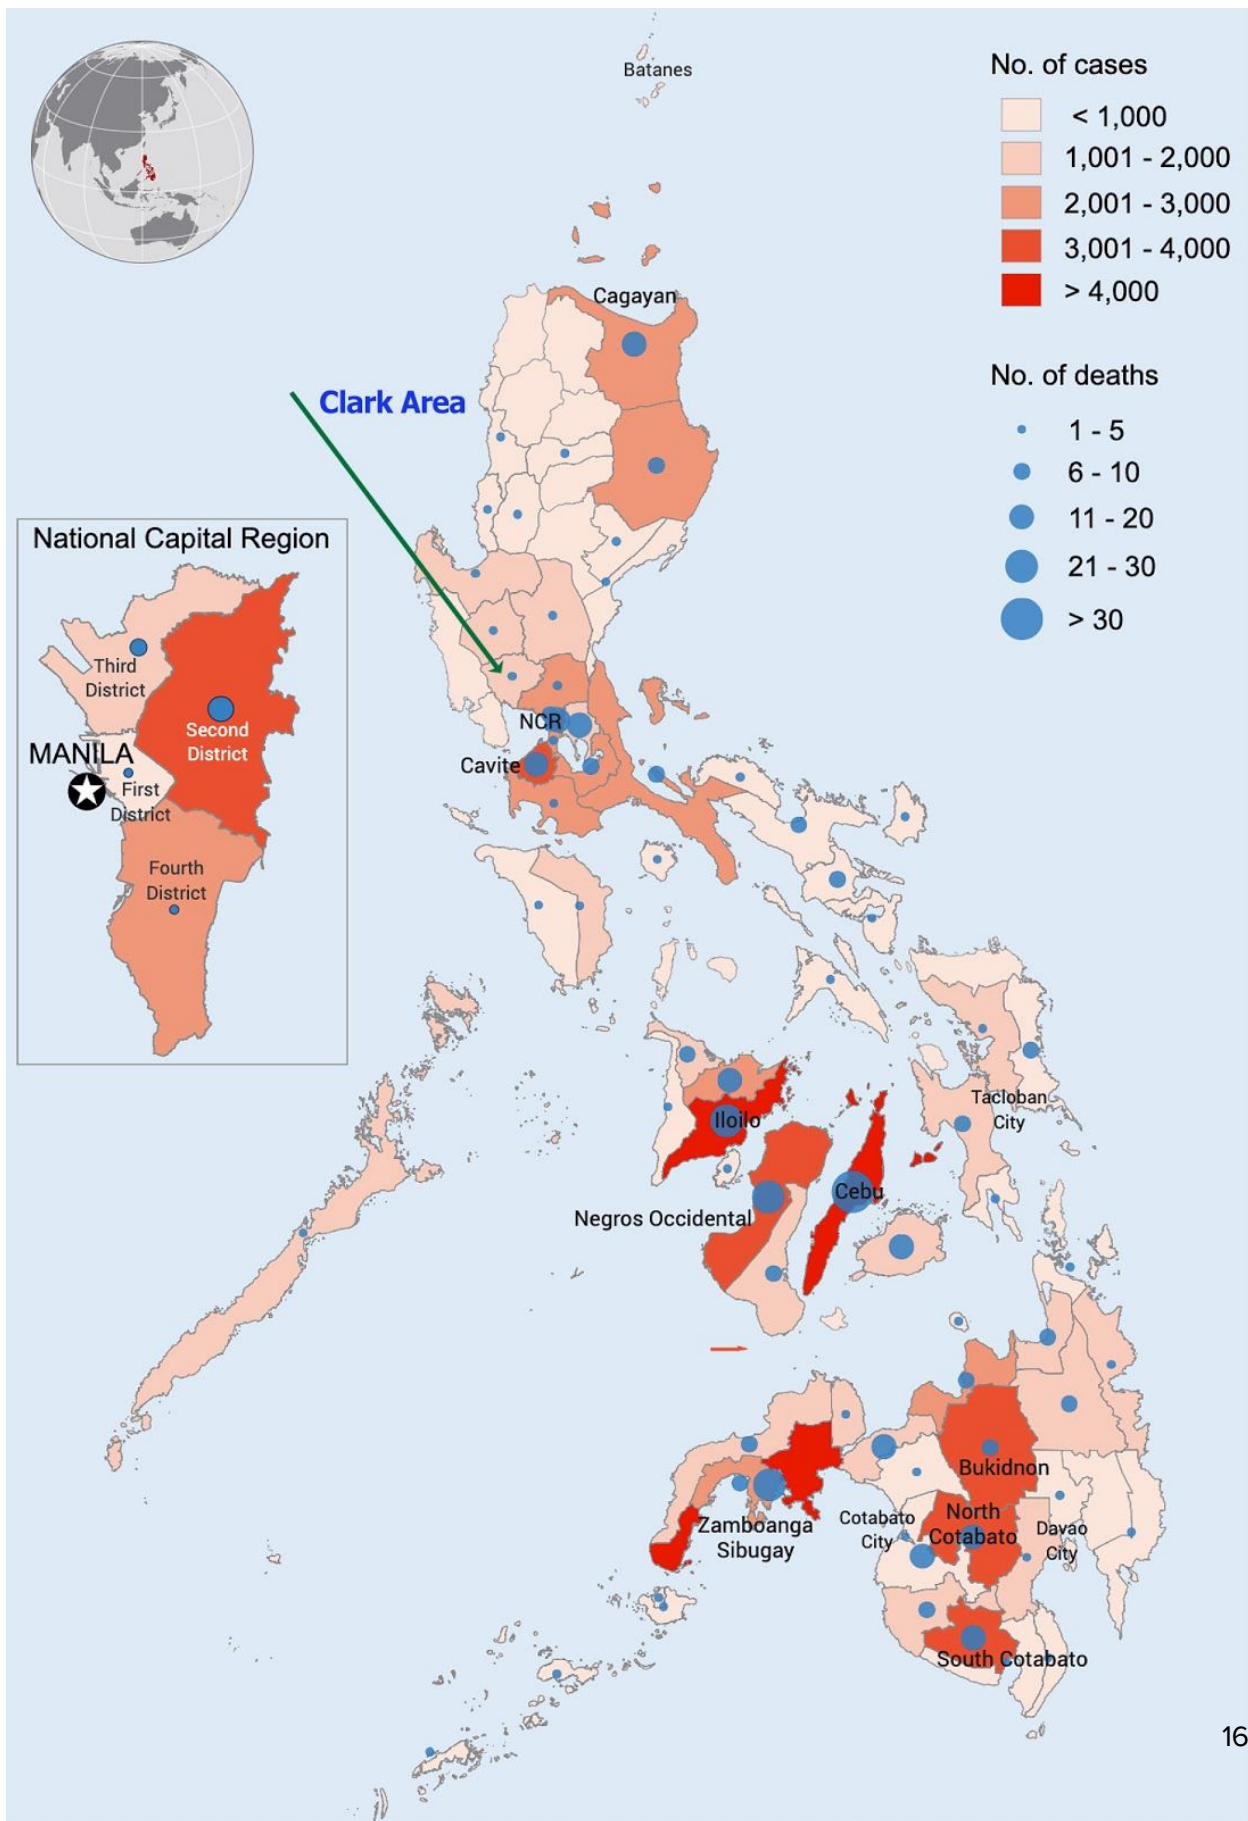 Batanes
No. of cases
< 1,000
1,001 - 2,000
2,001 - 3,000
3,001 - 4,000
> 4,000
Cagayan
No. of deaths
1 - 5
6 - 10
11 - 20
21 - 30
> 30
Clark Area
National Capital Region
Third
District
Second
District
MANILA
First
District
Fourth
District
NCR
Cavite
Tacloban
City
Iloilo
Cebu
Negros Occidental
Bukidnon
Zamboanga
Sibugay
Cotabato
City
North
Cotabato
Davao
City
South Cotabato
16